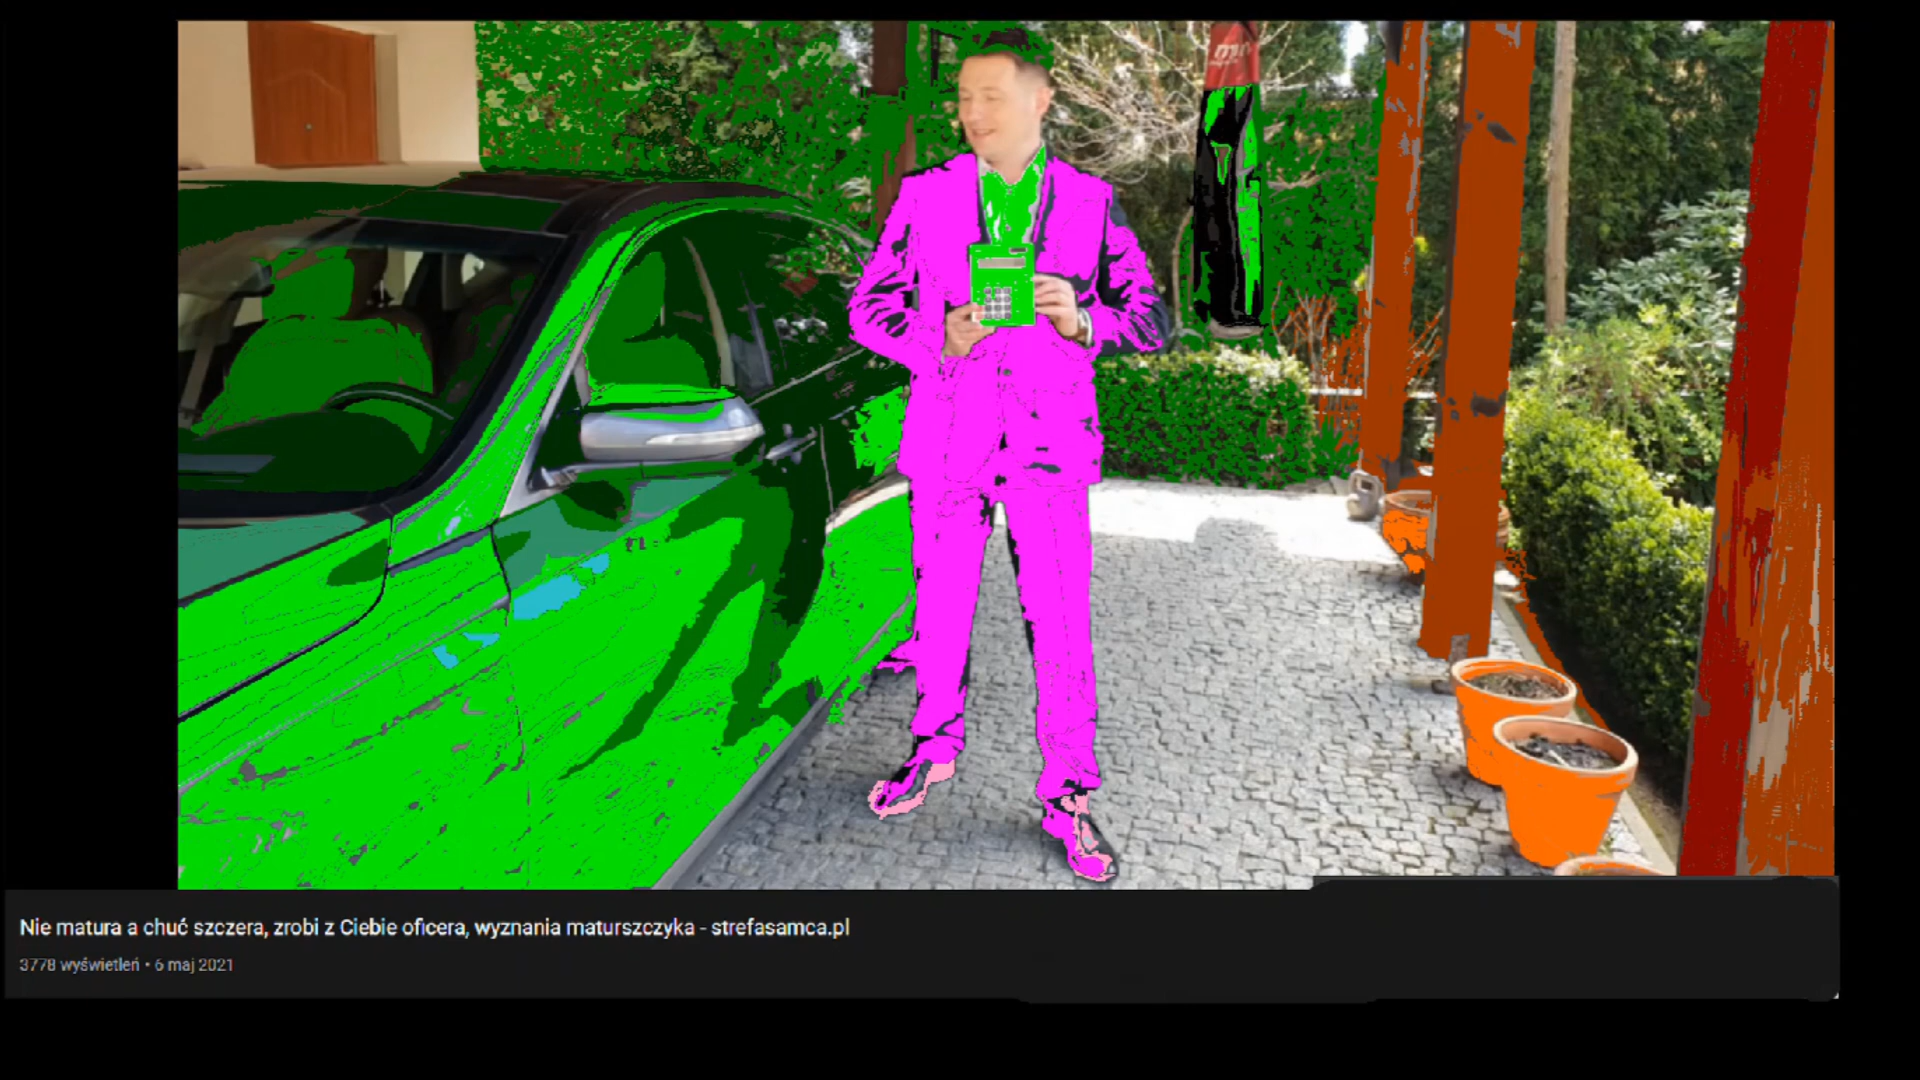 Nie matura a chuć szczera, zrobi z Ciebie oficera, wyznania maturszczyka - strefasamca.pl
3778 wyświetleń • 6 maj 2021